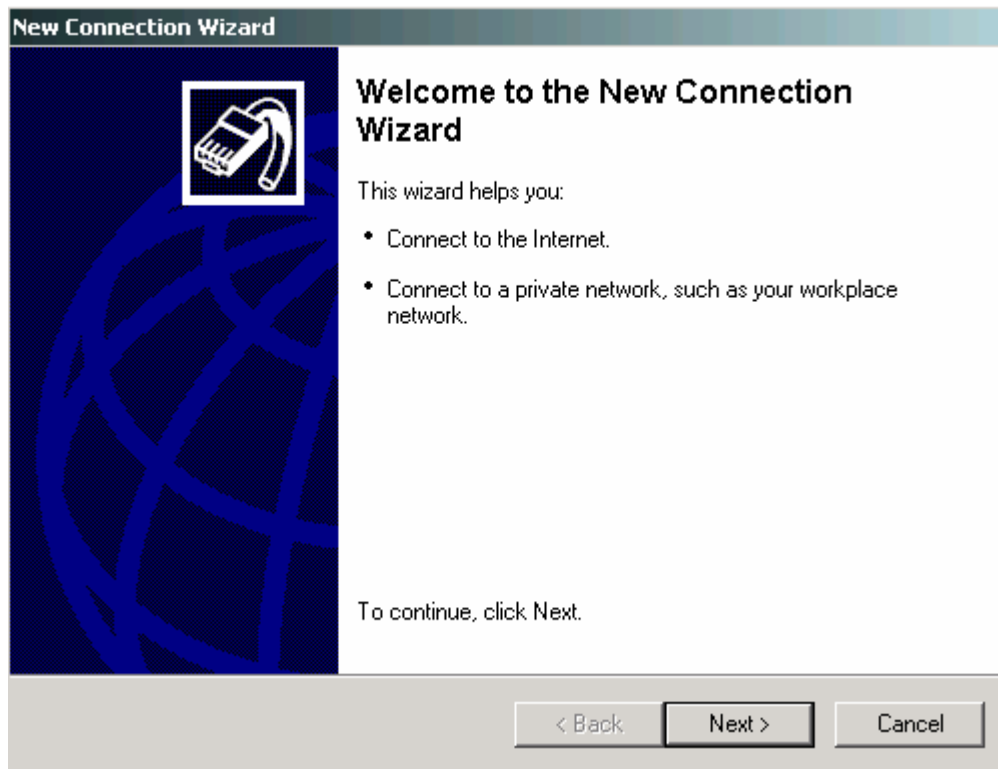 New Connection Wizard
Welcome to the New Connection
Wizard
This wizard helps you:
• Connect to the Internet.
• Connect to a private network, such as your workplace
network.
To continue, click Next.
< Back
Next >
Cancel